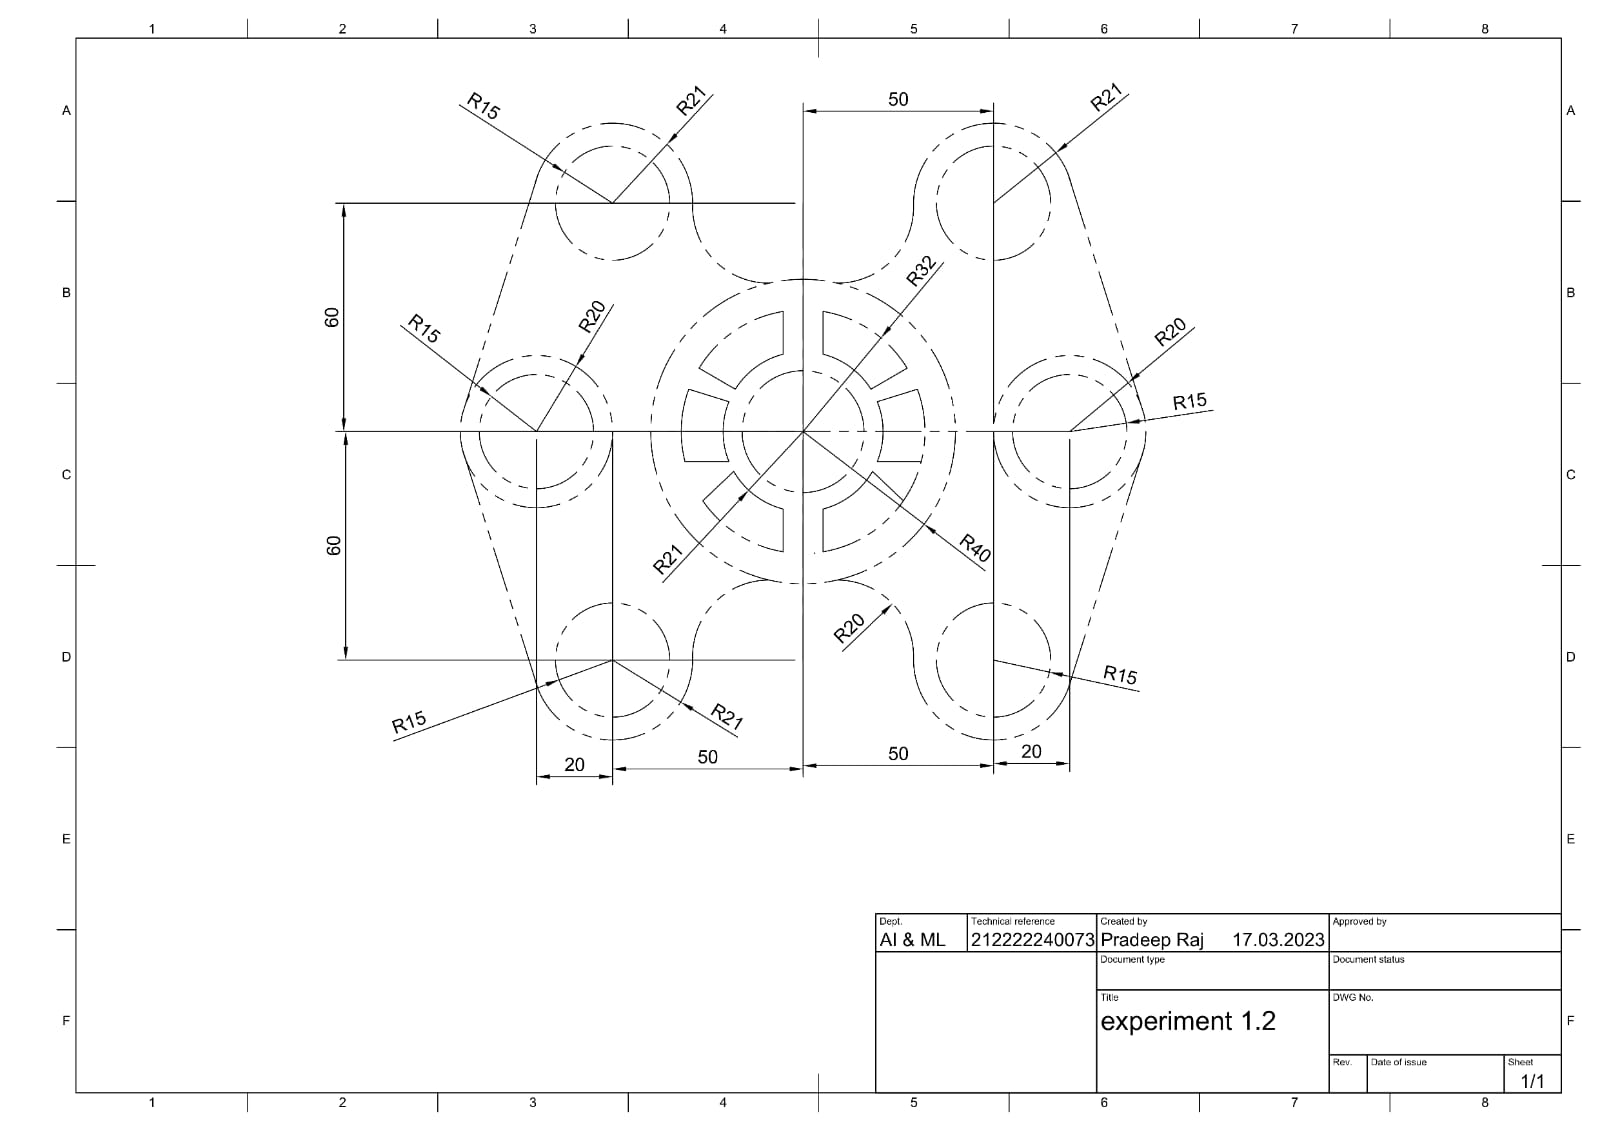 1 2 3 4 5 6 7 8
A A
R15 R21 50 R21
B B
60 R15 R20 R32 R20
R15
C C
60 R21 R40
R20
D D
R15 R21 R15
20 50 50 20
E E
Dept. Technical reference Created by Approved by
AI & ML 212222240073 Pradeep Raj 17.03.2023
Document type Document status
Title DWG No.
experiment 1.2
F F
Rev. Date of issue Sheet
1/1
1 2 3 4 5 6 7 8